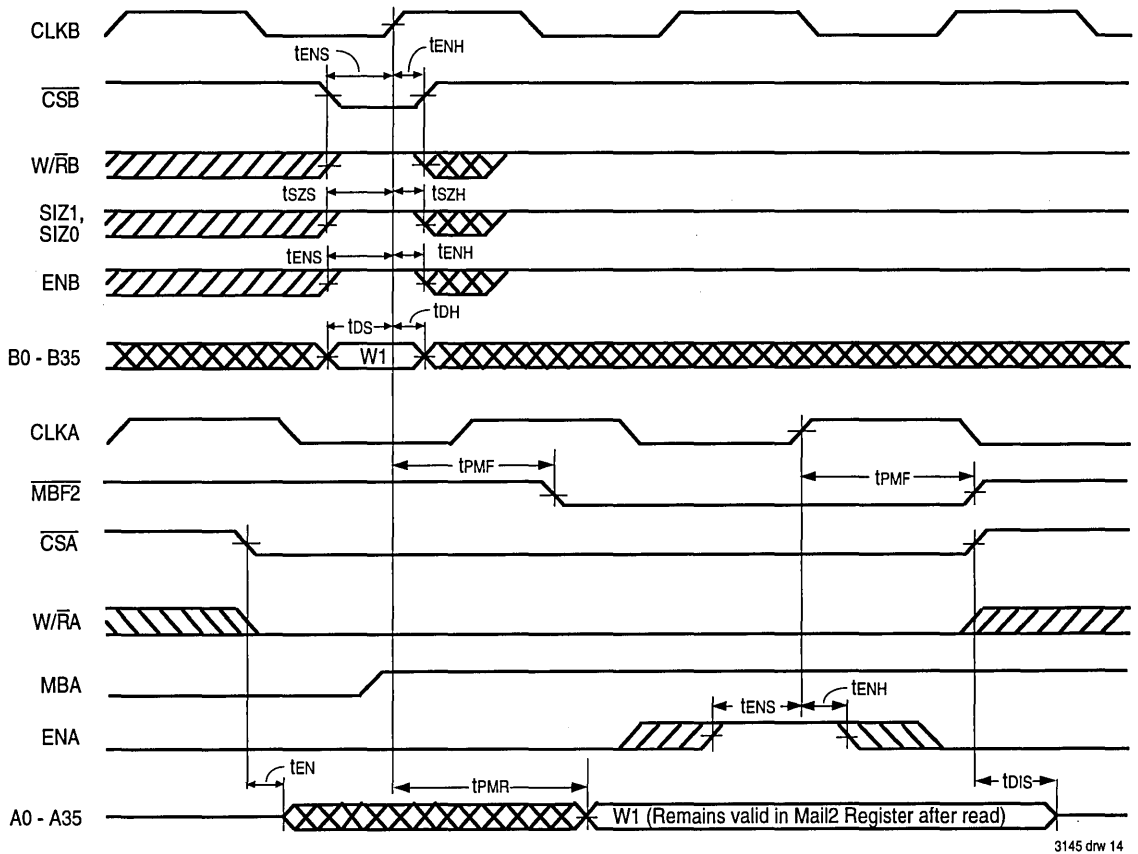 CLKB
tENS tENH
CSB
W/RB
tSZS tSZH
SIZ1,
SIZ0
tENS tENH
ENB
tDS tDH
B0 - B35 W1
CLKA
tPMF tPMF
MBF2
CSA
W/RA
MBA
tENS tENH
ENA
tEN tPMR tDIS
A0 - A35 W1 (Remains valid in Mail2 Register after read)
3145 drw 14